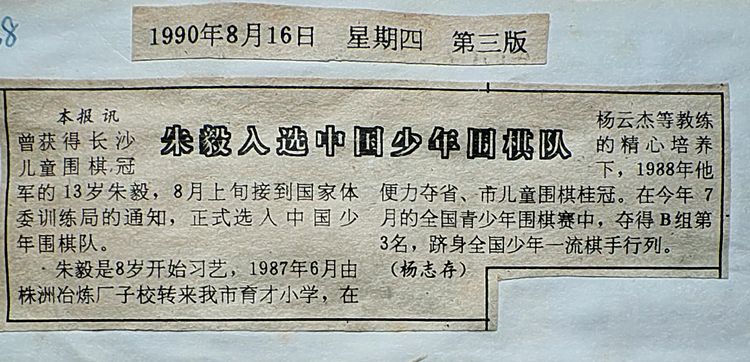 8
1990年8月16日 星期四 第三版
朱毅入选中国少年围棋队
本报讯
曾获得长沙
儿童围棋冠
军的13岁朱毅，8月上旬接到国家体
委训练局的通知，正式选入中国少
年围棋队。
朱毅是8岁开始习艺，1987年6月由
株洲冶炼厂子校转来我市育才小学，在
杨云杰等教练
的精心培养
下，1988年他
便力夺省、市儿童围棋桂冠。在今年7
月的全国青少年围棋赛中，夺得B组第
3名，跻身全国少年一流棋手行列。
（杨志存）